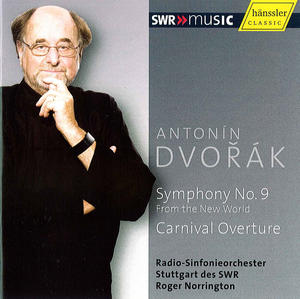 SWR»music
hänssler
CLASSIC
ANTONÍN
DVOŘÁK
Symphony No. 9
From the New World
Carnival Overture
Radio-Sinfonieorchester
Stuttgart des SWR
Roger Norrington